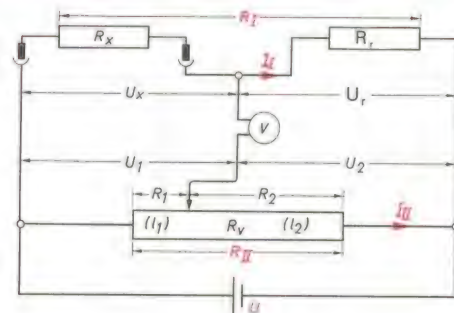 R_I
R_x R_r
I_I
U_x U_r
V
U_1 U_2
R_1 R_2
(l_1) R_v (l_2) I_II
R_II
U